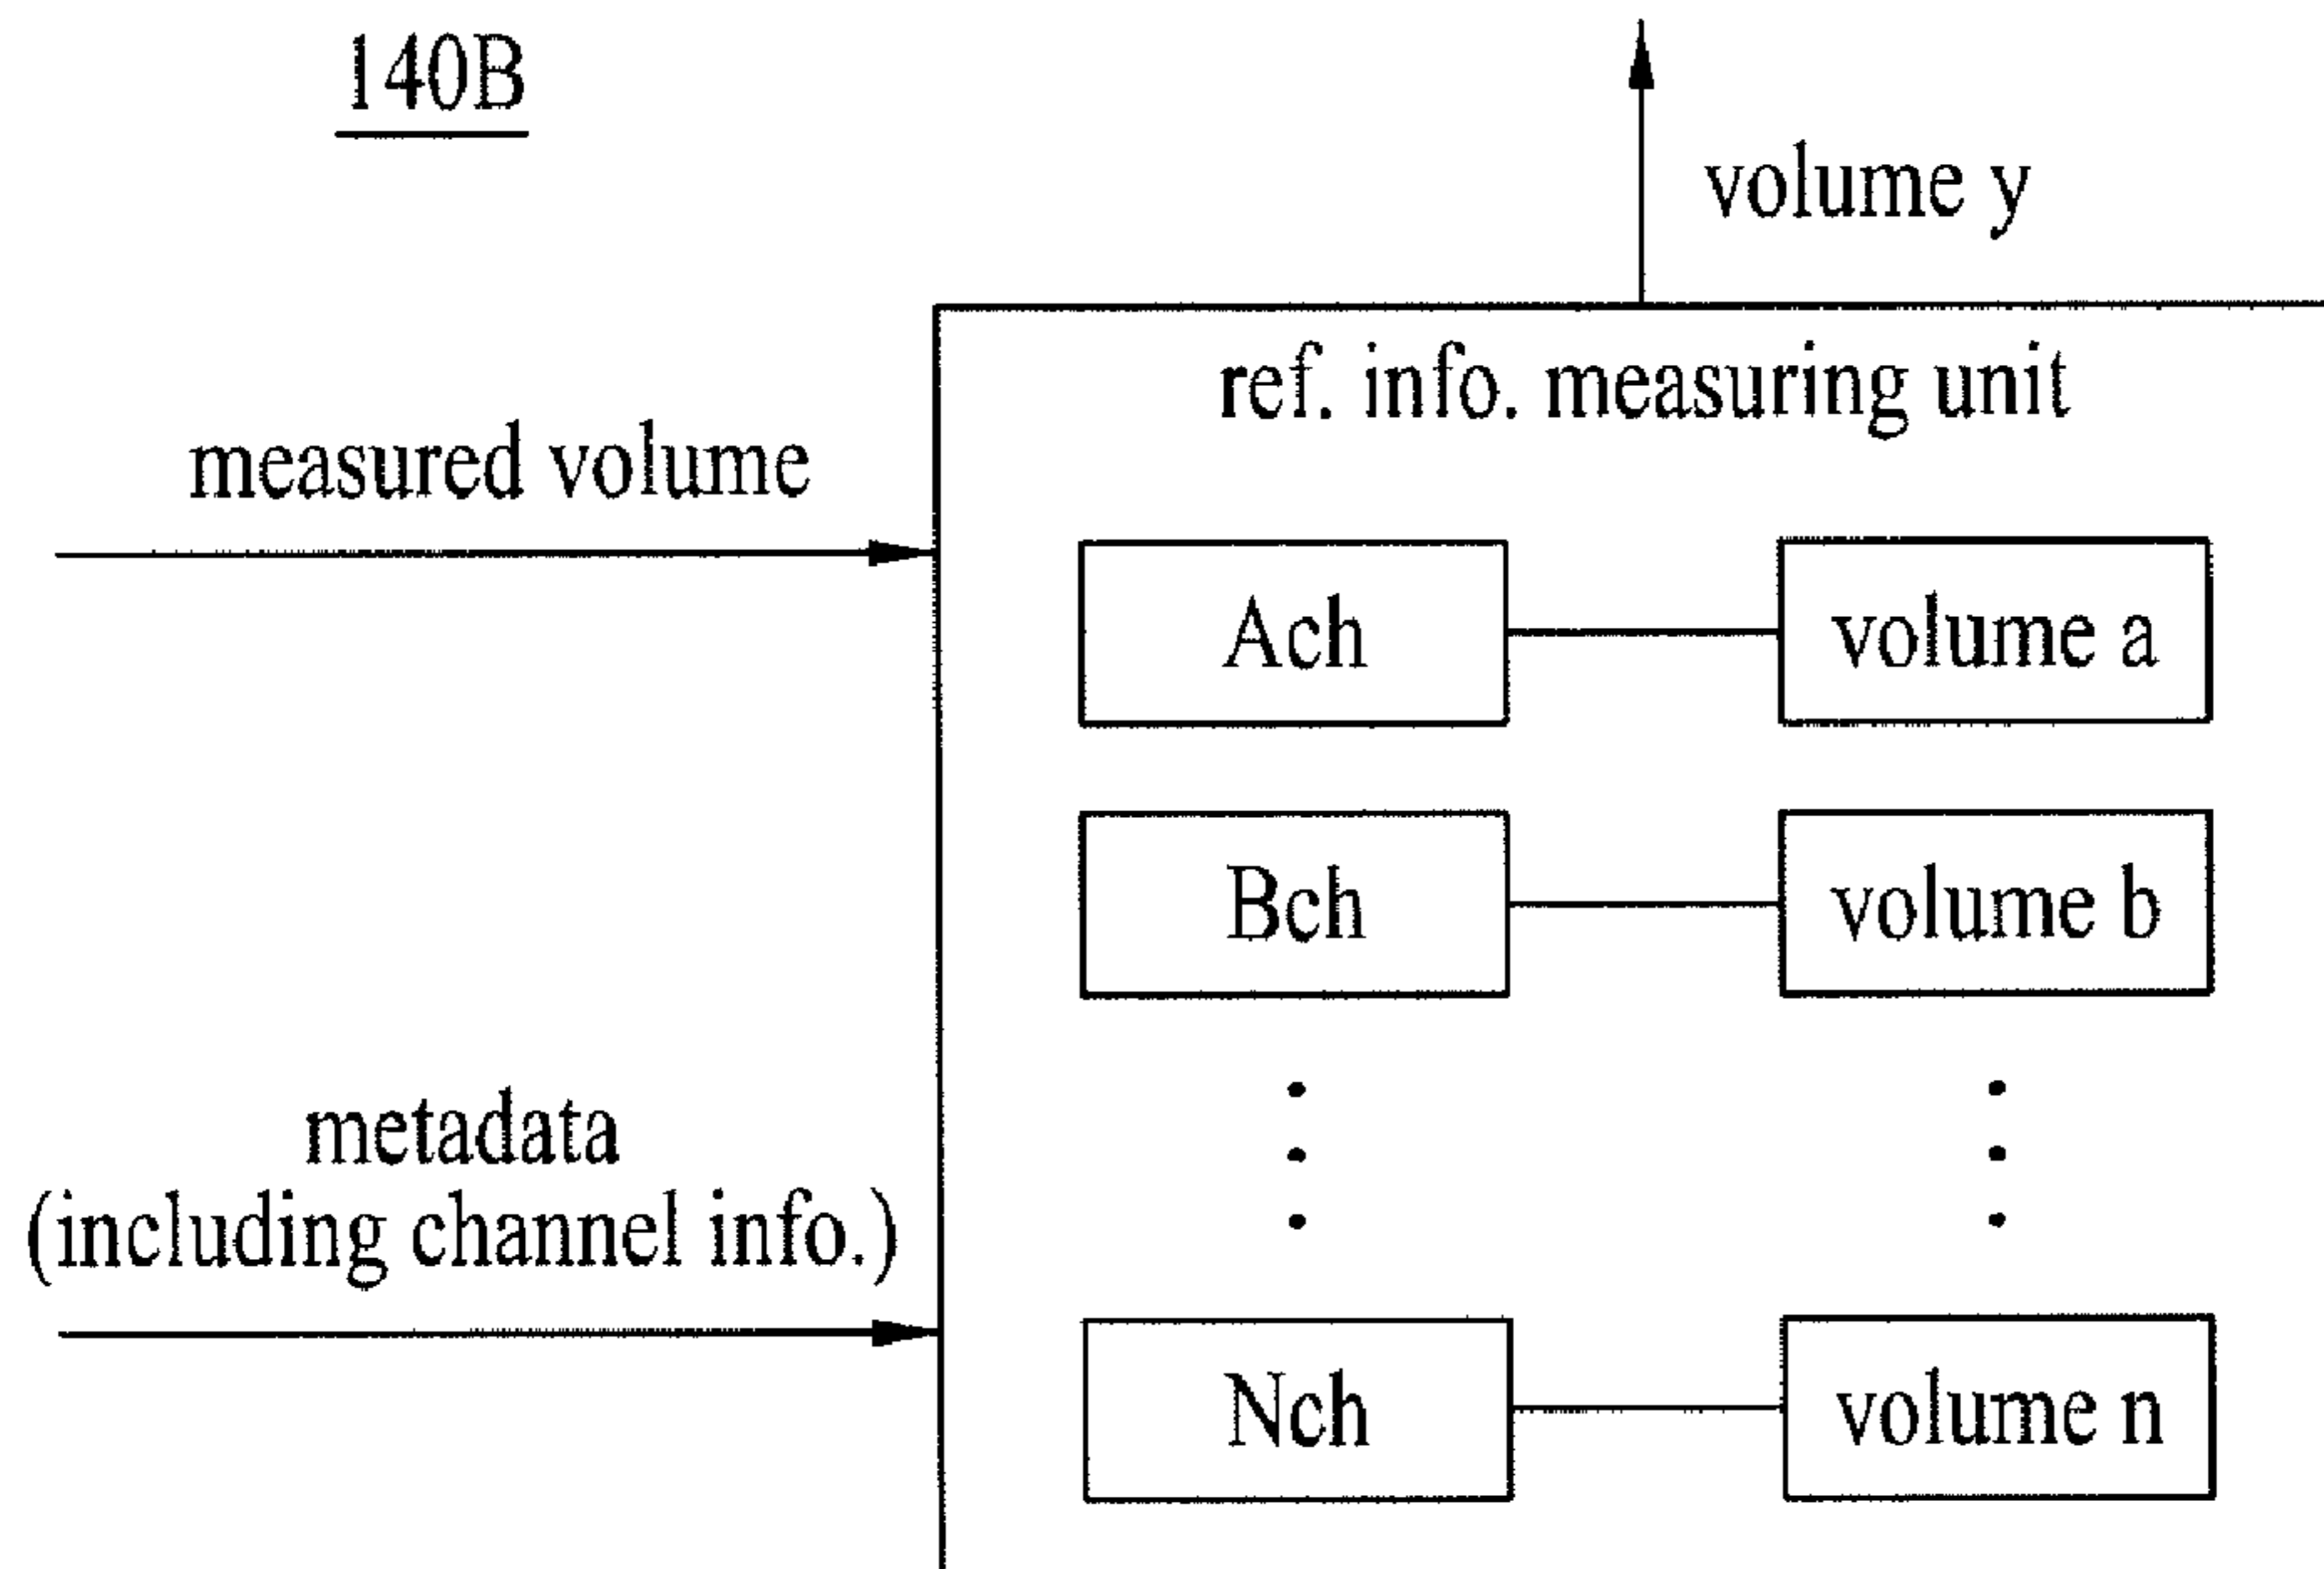 140B
volume y
ref. info. measuring unit
measured volume
Ach
volume a
Bch
volume b
metadata
(including channel info.)
Nch
volume n